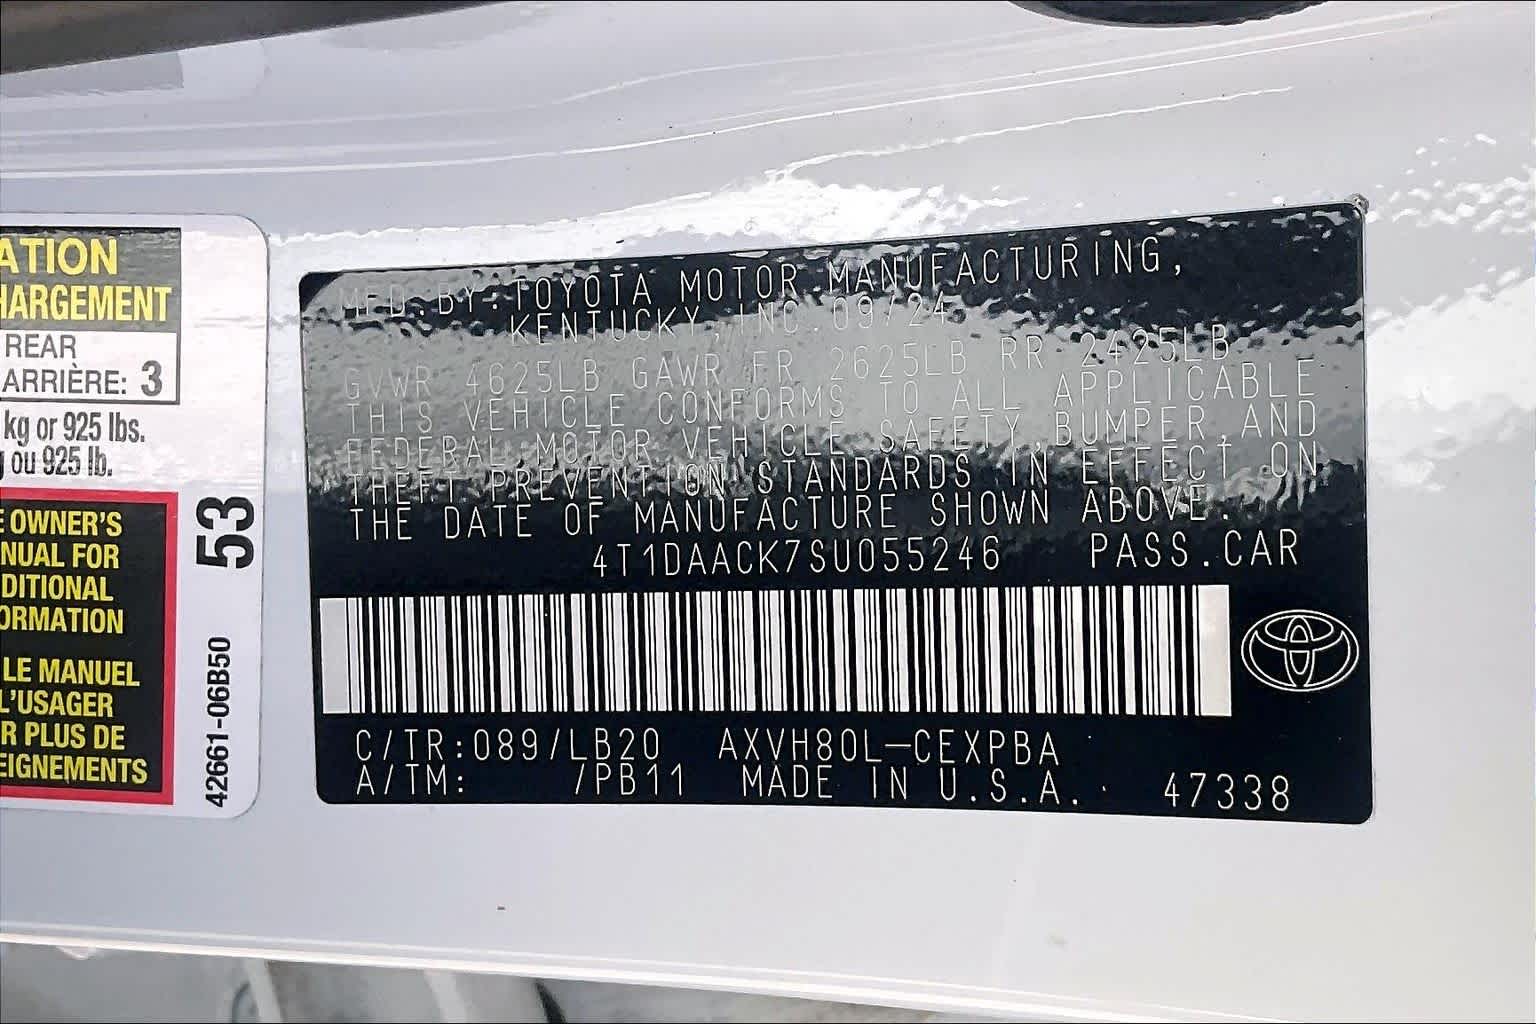 ATION
HARGEMENT
REAR
ARRIÈRE: 3
kg or 925 lbs.
ou 925 lb.
OWNER'S
NUAL FOR
DITIONAL
ORMATION
LE MANUEL
L'USAGER
R PLUS DE
EIGNEMENTS
53
42661-06B50
MFD.BY:TOYOTA MOTOR MANUFACTURING,
KENTUCKY,INC.09/24
GVWR 4625LB GAWR FR 2625LB RR 2425LB
THIS VEHICLE CONFORMS TO ALL APPLICABLE
FEDERAL MOTOR VEHICLE SAFETY,BUMPER,AND
THEFT PREVENTION STANDARDS IN EFFECT ON
THE DATE OF MANUFACTURE SHOWN ABOVE.
4T1DAACK7SU055246 PASS.CAR
C/TR:089/LB20 AXVH80L-CEXPBA
A/TM: /PB11 MADE IN U.S.A. 47338